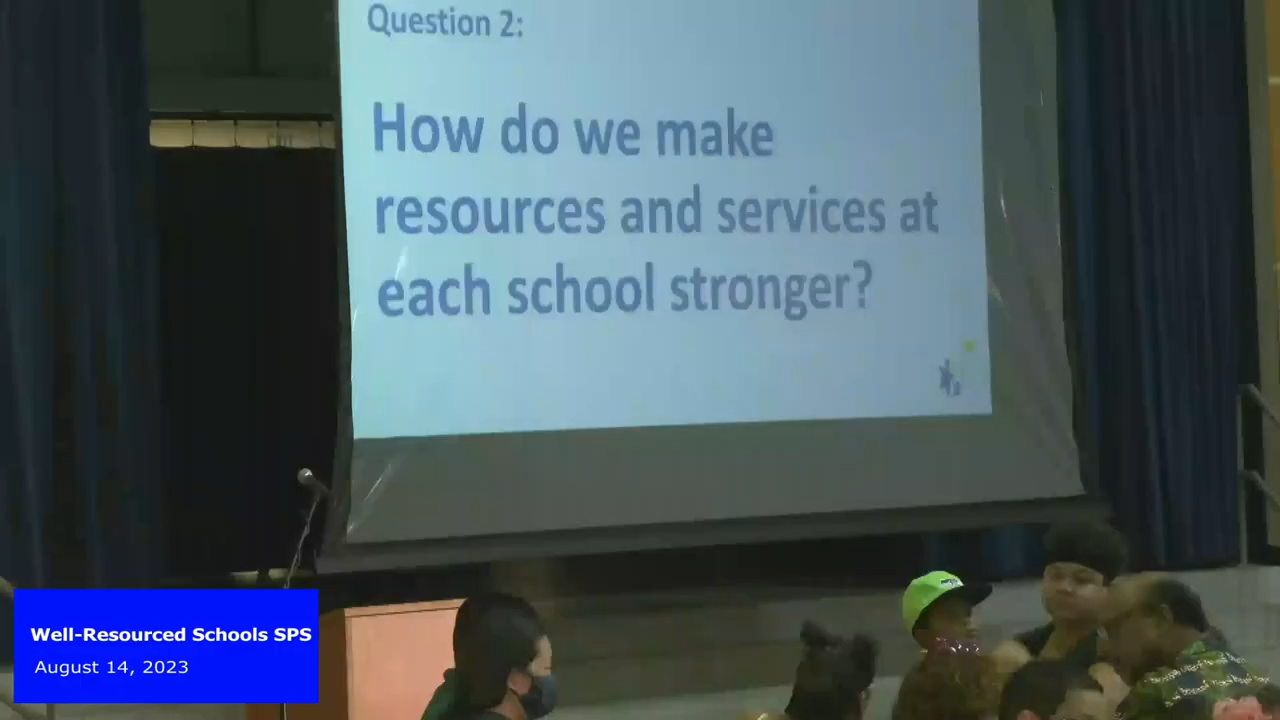 Question 2:
How do we make
resources and services at
each school stronger?
Well-Resourced Schools SPS
August 14, 2023